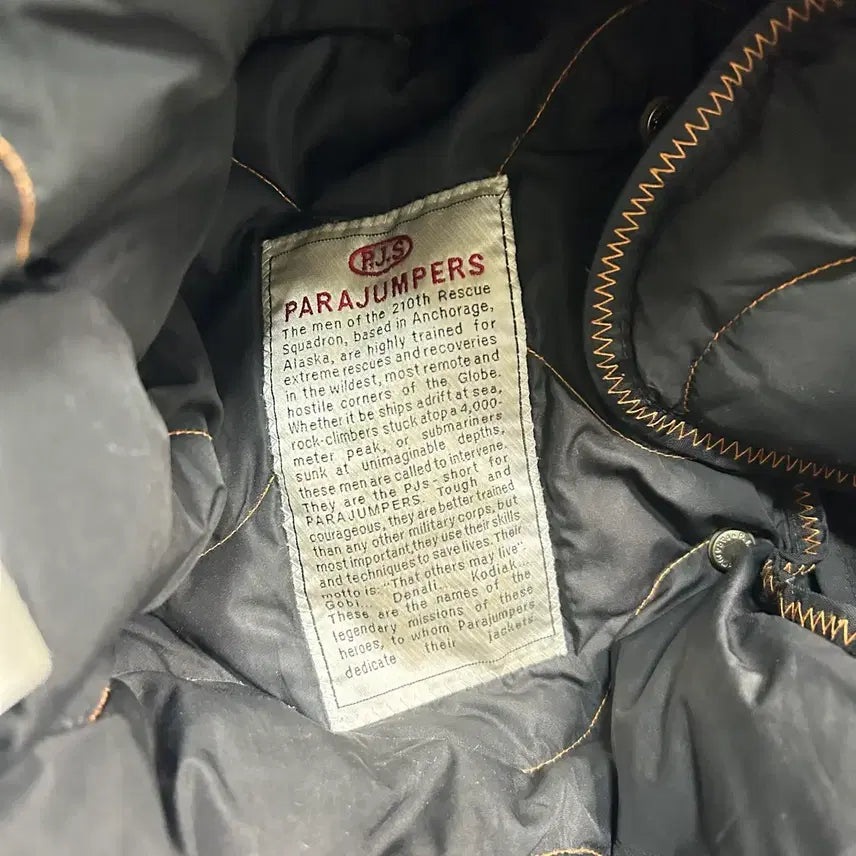 P.J.S
PARAJUMPERS
The men of the 210th Rescue
Squadron, based in Anchorage,
Alaska, are highly trained for
extreme rescues and recoveries
in the wildest, most remote and
hostile corners of the Globe.
Whether it be ships adrift at sea,
rock-climbers stuck atop a 4,000-
meter peak, or submariners
sunk at unimaginable depths,
these men are called to intervene.
They are the PJs - short for
PARAJUMPERS. Tough and
courageous, they are better trained
than any other military corps, but
most important,they use their skills
and techniques to save lives. Their
motto is: "That others may live"
Gobi... Denali... Kodiak...
These are the names of the
legendary missions of these
heroes, to whom Parajumpers
dedicate their jackets